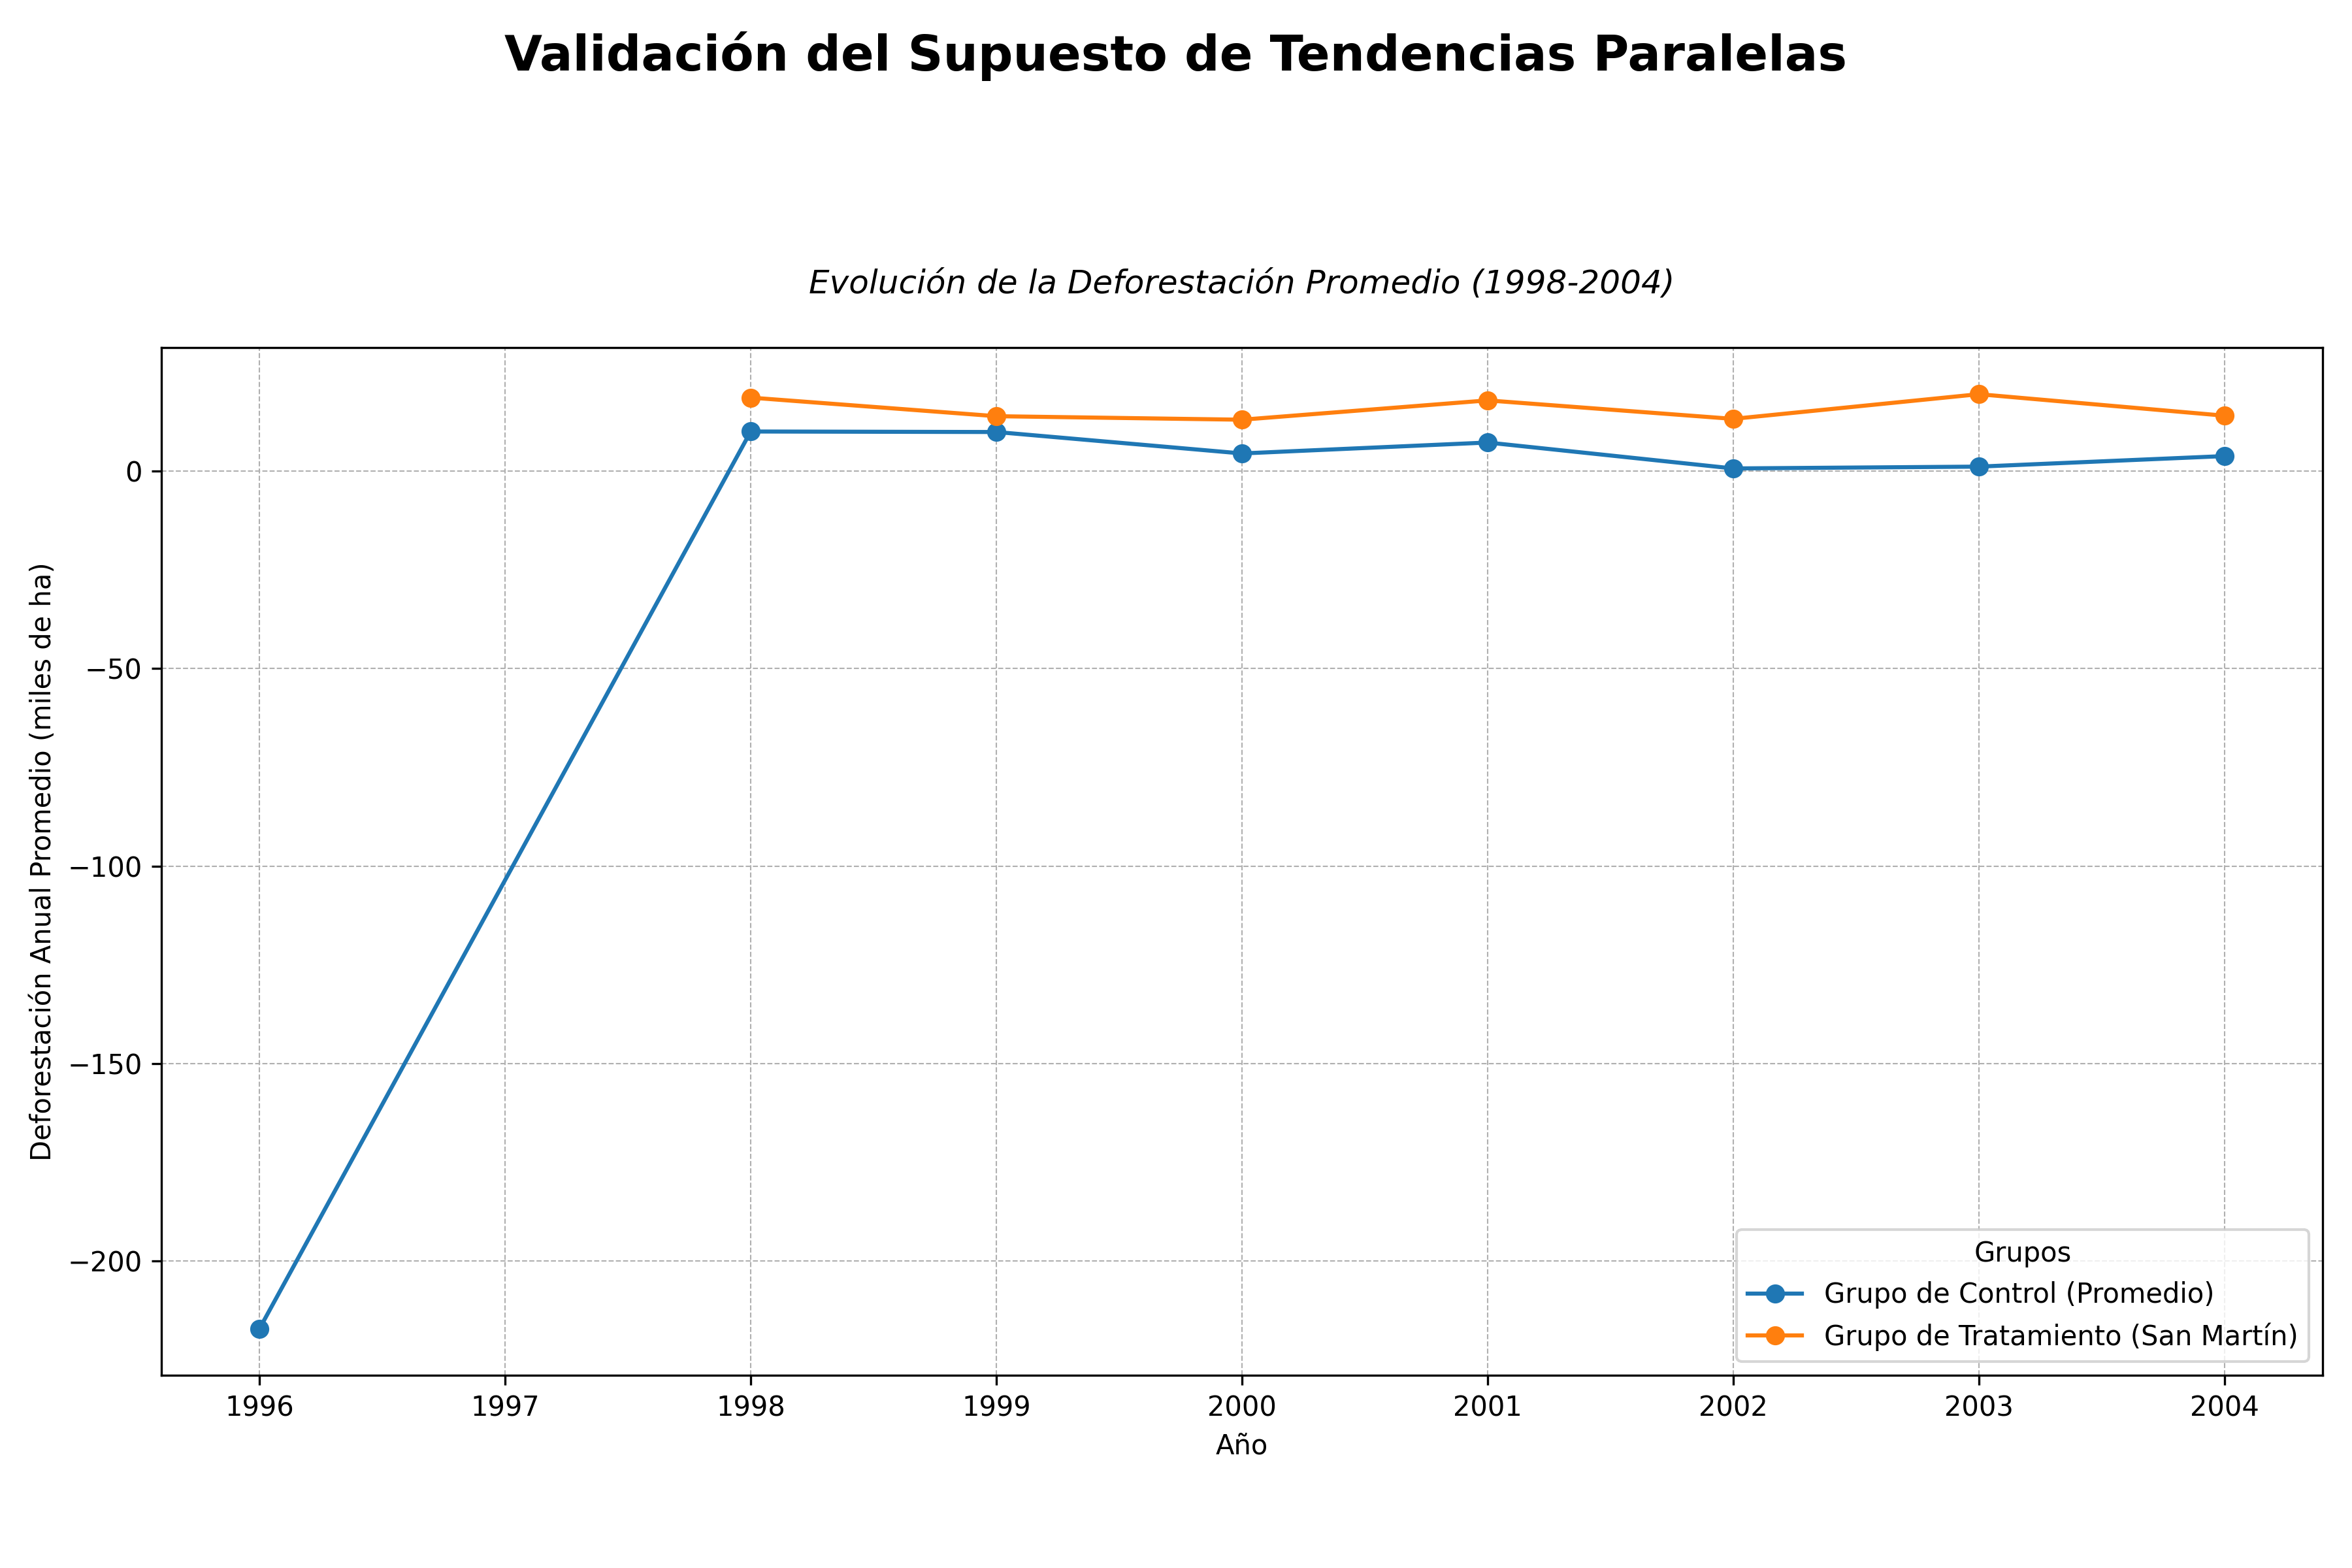 Validación del Supuesto de Tendencias Paralelas
Evolución de la Deforestación Promedio (1998-2004)
Deforestación Anual Promedio (miles de ha)
0
−50
−100
−150
−200
Grupos
Grupo de Control (Promedio)
Grupo de Tratamiento (San Martín)
1996 1997 1998 1999 2000 2001 2002 2003 2004
Año